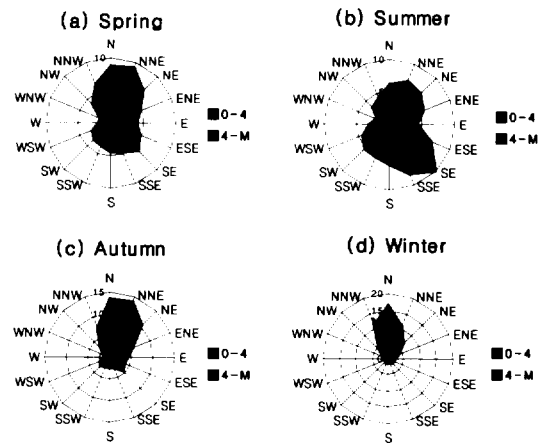 (a) Spring
N
NNW
10
NNE
NW
NE
WNW
ENE
W
E
WSW
ESE
SW
SE
SSW
SSE
S
0-4
4-M
(b) Summer
N
NNW
10
NNE
NW
NE
WNW
ENE
W
E
WSW
ESE
SW
SE
SSW
SSE
S
0-4
4-M
(c) Autumn
N
NNW
15
NNE
NW
NE
WNW
ENE
W
E
WSW
ESE
SW
SE
SSW
SSE
S
0-4
4-M
(d) Winter
N
20
NNW
NNE
15
NW
NE
WNW
ENE
W
E
WSW
ESE
SW
SE
SSW
SSE
S
0-4
4-M